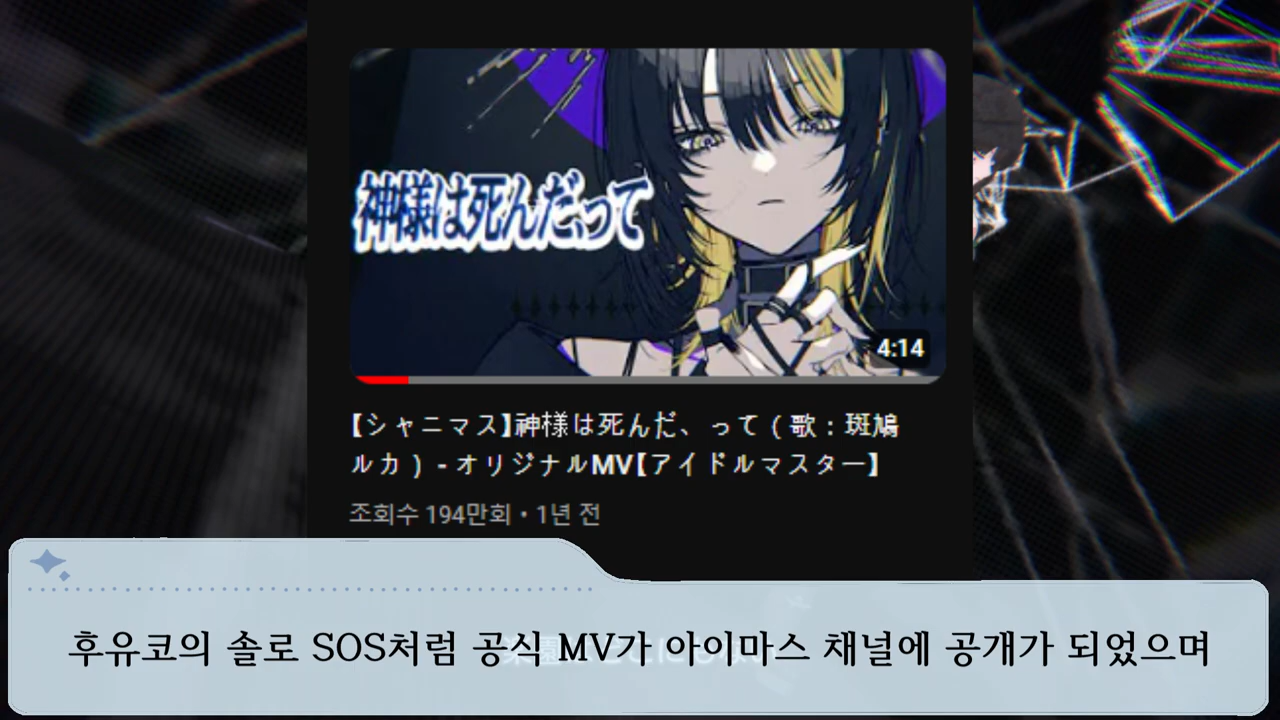 神様は死んだ、って
4:14
【シャニマス】神様は死んだ、って ( 歌 : 斑鳩
ルカ ) - オリジナルMV【アイドルマスター】
조회수 194만회 • 1년 전
후유코의 솔로 SOS처럼 공식 MV가 아이마스 채널에 공개가 되었으며